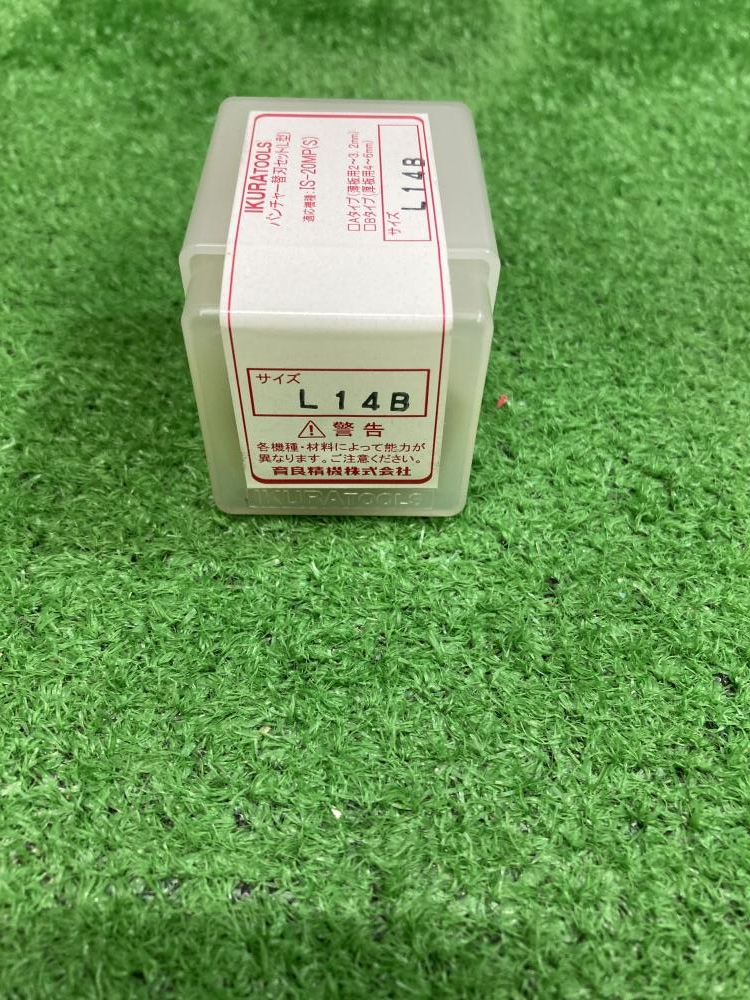 IKURATOOLS
パンチャー替刃セット(L型)
適応機種:IS-20MP(S)
□Aタイプ(薄板用2〜3.2mm)
□Bタイプ(厚板用4〜6mm)
サイズ
L14B
サイズ
L14B
⚠警告
各機種・材料によって能力が
異なります。ご注意ください。
育良精機株式会社
IKURATOOLS